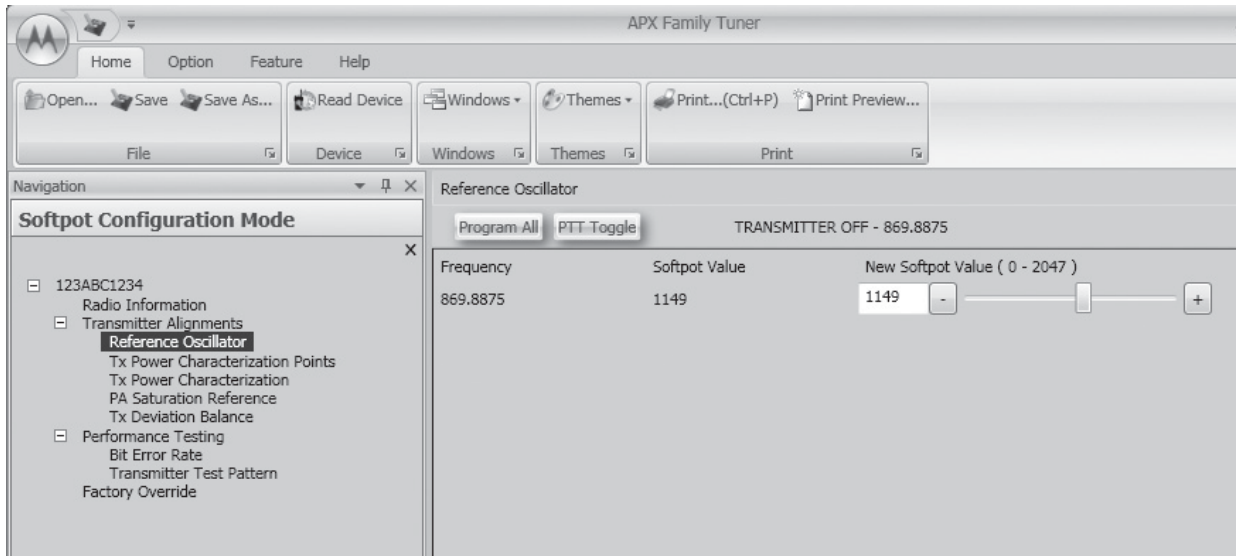 APX Family Tuner
Home Option Feature Help
Open... Save Save As... Read Device Windows Themes Print...(Ctrl+P) Print Preview...
File Device Windows Themes Print
Navigation
Softpot Configuration Mode
123ABC1234
Radio Information
Transmitter Alignments
Reference Oscillator
Tx Power Characterization Points
Tx Power Characterization
PA Saturation Reference
Tx Deviation Balance
Performance Testing
Bit Error Rate
Transmitter Test Pattern
Factory Override
Reference Oscillator
Program All PTT Toggle TRANSMITTER OFF - 869.8875
Frequency Softpot Value New Softpot Value ( 0 - 2047 )
869.8875 1149 1149 - +